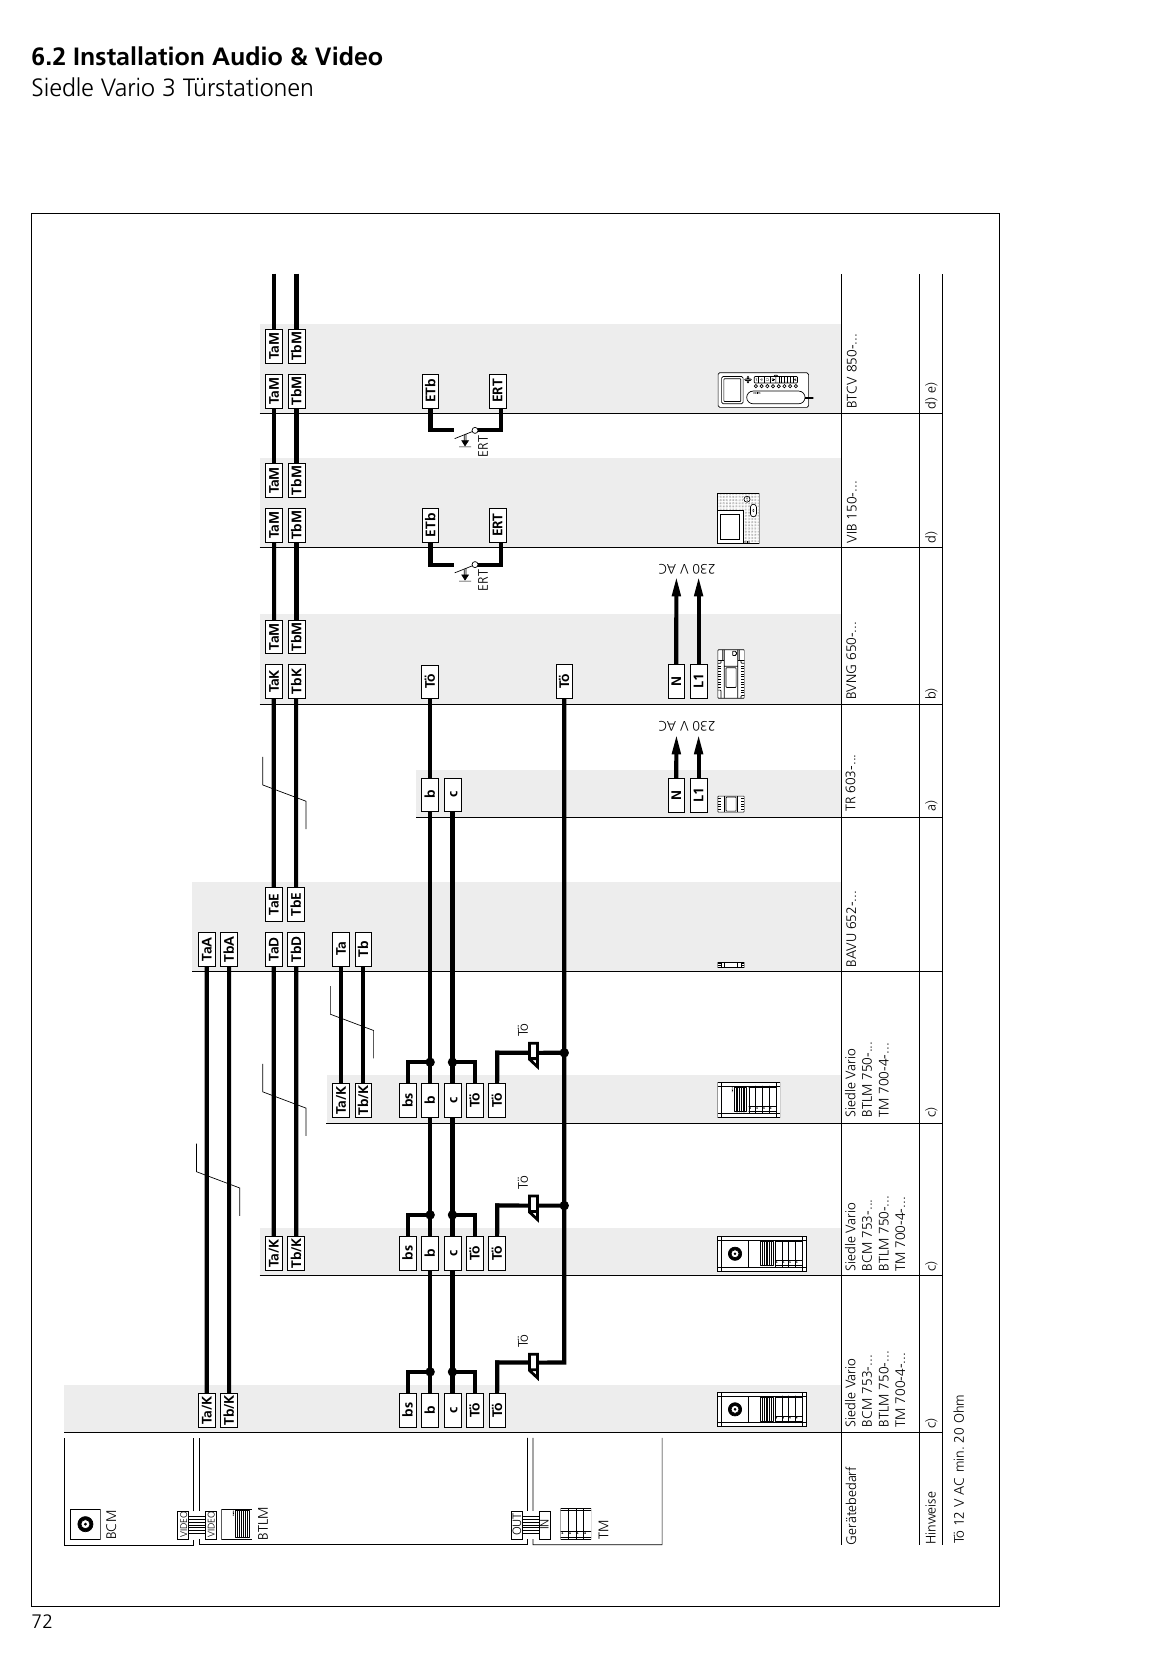 6.2 Installation Audio & Video
Siedle Vario 3 Türstationen
BCM
VIDEO
VIDEO
BTLM
OUT
IN
TM
Ta/K
Tb/K
bs
b
c
Tö
Tö
Tö
Ta/K
Tb/K
bs
b
c
Tö
Tö
Tö
Ta/K
Tb/K
bs
b
c
Tö
Tö
Tö
TaA
TbA
TaD
TbD
Ta
Tb
TaE
TbE
b
c
N
L1
230 V AC
TaK
TbK
TaM
TbM
Tö
Tö
N
L1
230 V AC
ERT
TaM
TbM
TaM
TbM
ETb
ERT
ERT
TaM
TbM
TaM
TbM
ETb
ERT
Gerätebedarf
Siedle Vario
BCM 753-...
BTLM 750-...
TM 700-4-...
Siedle Vario
BCM 753-...
BTLM 750-...
TM 700-4-...
Siedle Vario
BTLM 750-...
TM 700-4-...
BAVU 652-...
TR 603-...
BVNG 650-...
VIB 150-...
BTCV 850-...
Hinweise
c)
c)
c)
a)
b)
d)
d) e)
Tö 12 V AC min. 20 Ohm
72